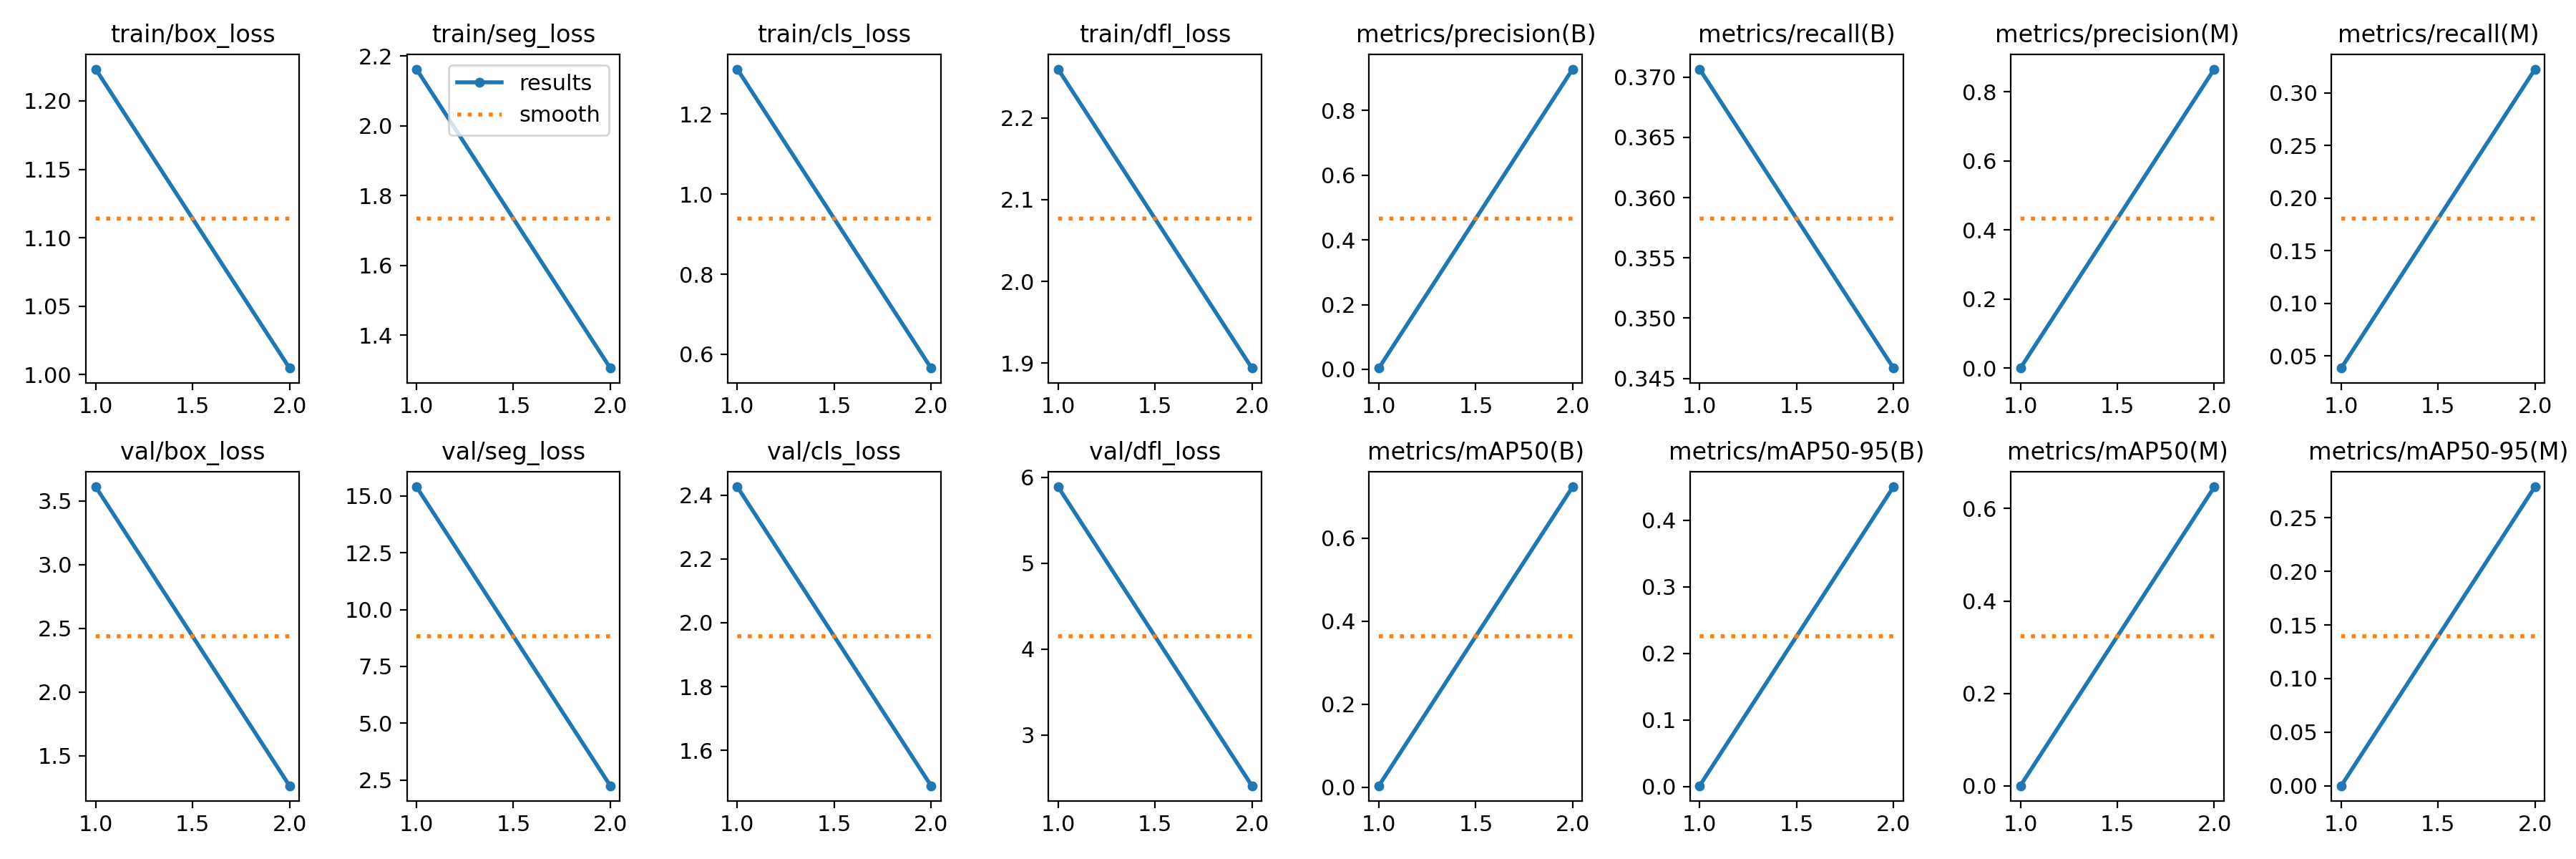 train/box_loss
1.20
1.15
1.10
1.05
1.00
1.0 1.5 2.0
train/seg_loss
results
smooth
2.2
2.0
1.8
1.6
1.4
1.0 1.5 2.0
train/cls_loss
1.2
1.0
0.8
0.6
1.0 1.5 2.0
train/dfl_loss
2.2
2.1
2.0
1.9
1.0 1.5 2.0
metrics/precision(B)
0.8
0.6
0.4
0.2
0.0
1.0 1.5 2.0
metrics/recall(B)
0.370
0.365
0.360
0.355
0.350
0.345
1.0 1.5 2.0
metrics/precision(M)
0.8
0.6
0.4
0.2
0.0
1.0 1.5 2.0
metrics/recall(M)
0.30
0.25
0.20
0.15
0.10
0.05
1.0 1.5 2.0
val/box_loss
3.5
3.0
2.5
2.0
1.5
1.0 1.5 2.0
val/seg_loss
15.0
12.5
10.0
7.5
5.0
2.5
1.0 1.5 2.0
val/cls_loss
2.4
2.2
2.0
1.8
1.6
1.0 1.5 2.0
val/dfl_loss
6
5
4
3
1.0 1.5 2.0
metrics/mAP50(B)
0.6
0.4
0.2
0.0
1.0 1.5 2.0
metrics/mAP50-95(B)
0.4
0.3
0.2
0.1
0.0
1.0 1.5 2.0
metrics/mAP50(M)
0.6
0.4
0.2
0.0
1.0 1.5 2.0
metrics/mAP50-95(M)
0.25
0.20
0.15
0.10
0.05
0.00
1.0 1.5 2.0